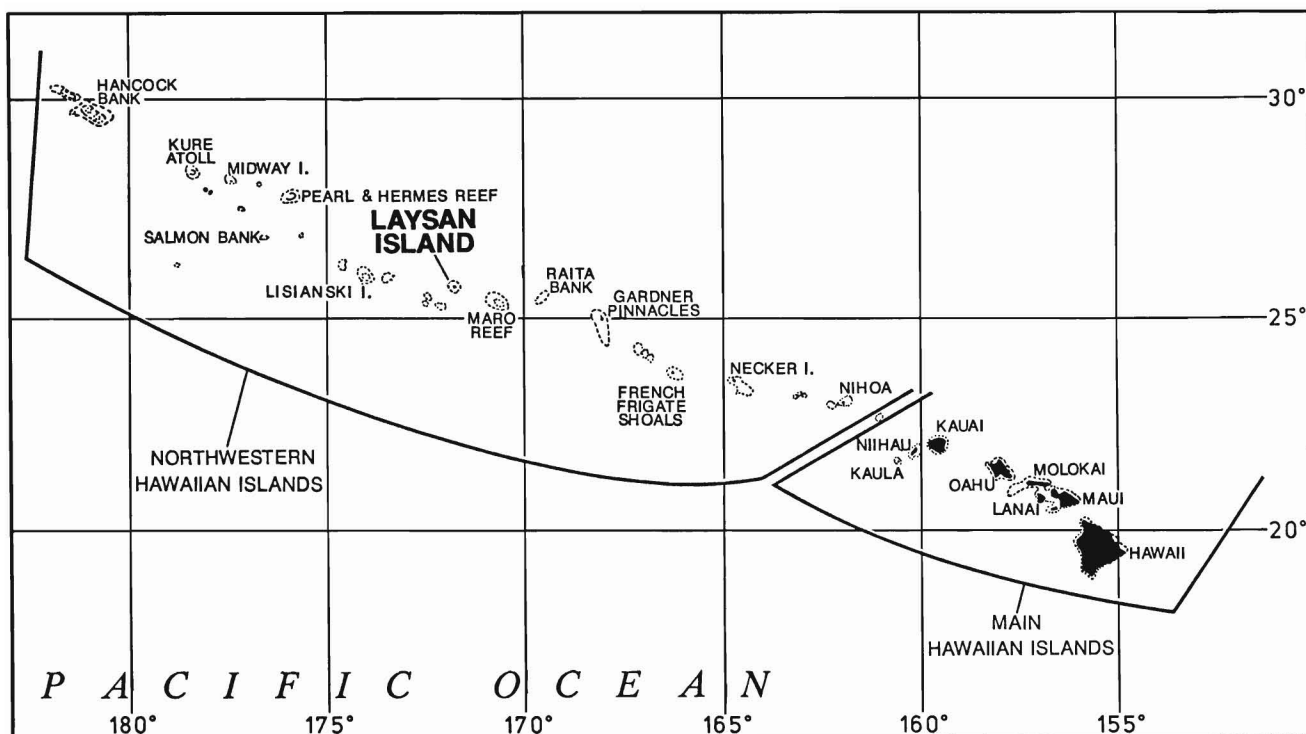 HANCOCK
BANK
30°
KURE
ATOLL
MIDWAY I.
PEARL & HERMES REEF
LAYSAN
ISLAND
SALMON BANK
RAITA
BANK
LISIANSKI I.
GARDNER
PINNACLES
MARO
REEF
25°
NECKER I.
NIHOA
FRENCH
FRIGATE
SHOALS
KAUAI
NIIHAU
KAULA
NORTHWESTERN
HAWAIIAN ISLANDS
MOLOKAI
OAHU
MAUI
LANAI
20°
HAWAII
MAIN
HAWAIIAN ISLANDS
PACIFIC OCEAN
180° 175° 170° 165° 160° 155°